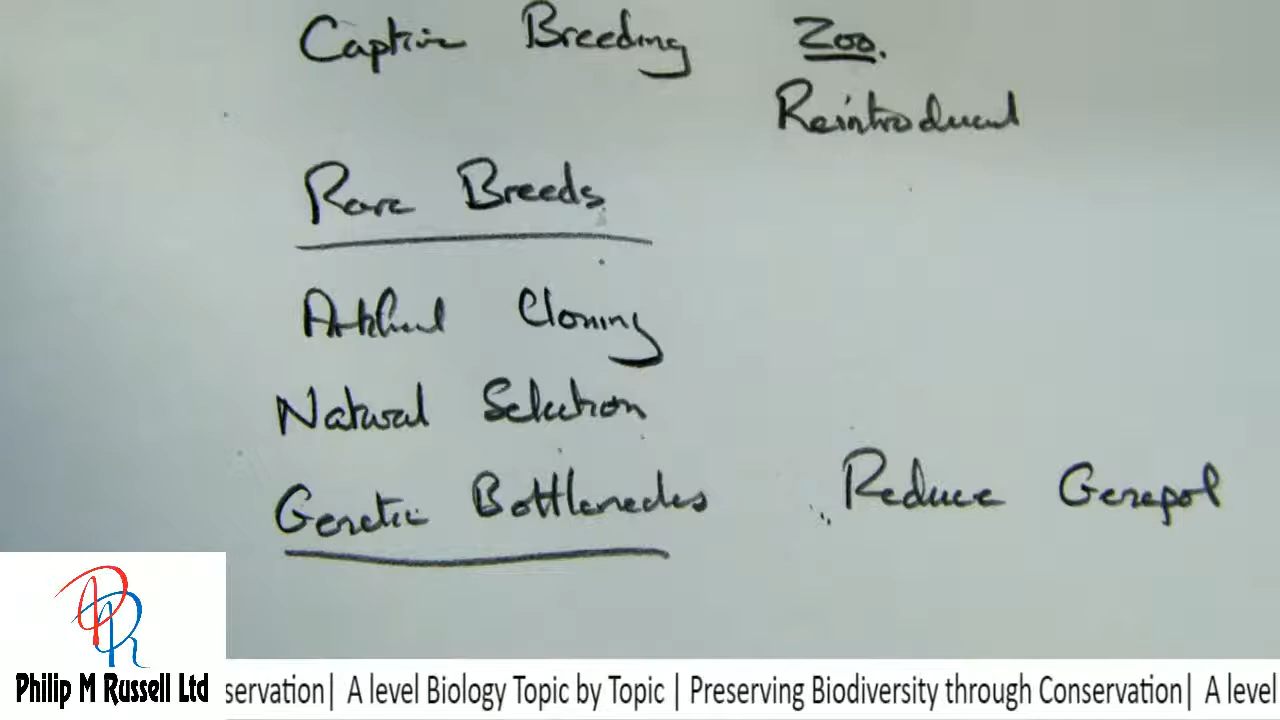 Captive Breeding Zoo.
Reintroduced
Rare Breeds
Artificial Cloning
Natural Selection
Genetic Bottlenecks Reduce Genepool
Philip M Russell Ltd
servation| A level Biology Topic by Topic | Preserving Biodiversity through Conservation| A level